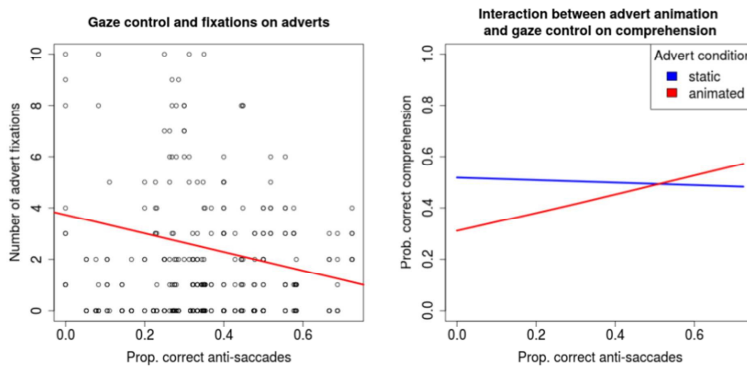 Gaze control and fixations on adverts
Number of advert fixations
10
8
6
4
2
0
0.0 0.2 0.4 0.6
Prop. correct anti-saccades
Interaction between advert animation
and gaze control on comprehension
Prob. correct comprehension
1.0
0.8
0.6
0.4
0.2
0.0
Advert condition
static
animated
0.0 0.2 0.4 0.6
Prop. correct anti-saccades